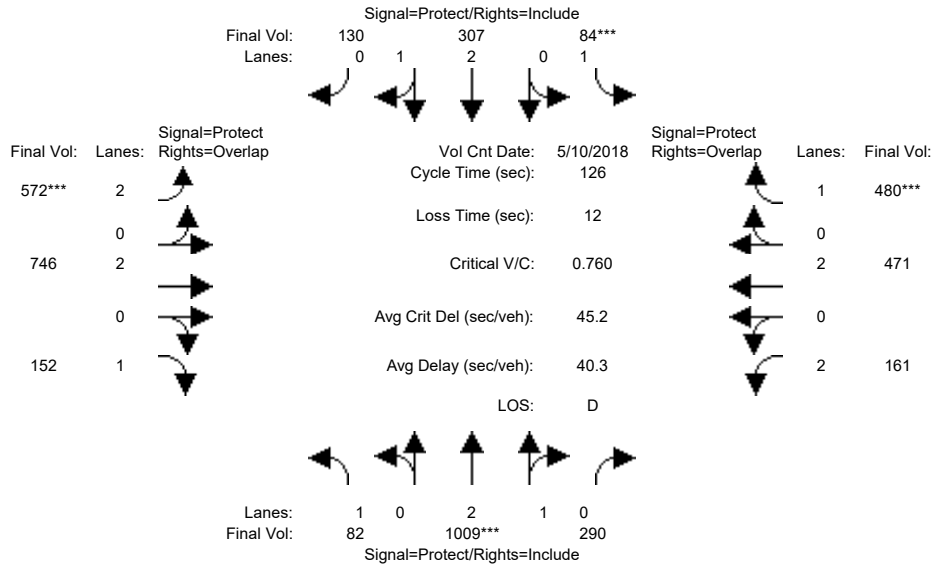 Signal=Protect/Rights=Include
Final Vol: 130 307 84***
Lanes: 0 1 2 0 1
Signal=Protect Signal=Protect
Final Vol: Lanes: Rights=Overlap Vol Cnt Date: 5/10/2018 Rights=Overlap Lanes: Final Vol:
Cycle Time (sec): 126
572*** 2 1 480***
Loss Time (sec): 12
0 0
746 2 Critical V/C: 0.760 2 471
0 Avg Crit Del (sec/veh): 45.2 0
152 1 Avg Delay (sec/veh): 40.3 2 161
LOS: D
Lanes: 1 0 2 1 0
Final Vol: 82 1009*** 290
Signal=Protect/Rights=Include